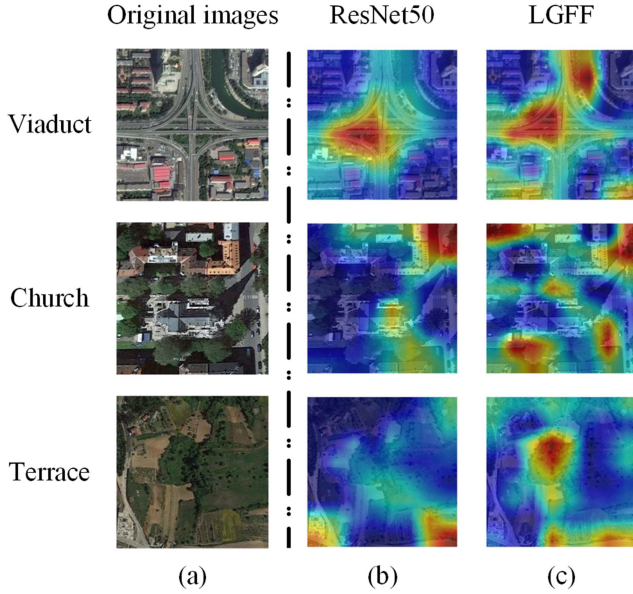 Original images ResNet50 LGFF
Viaduct
Church
Terrace
(a) (b) (c)